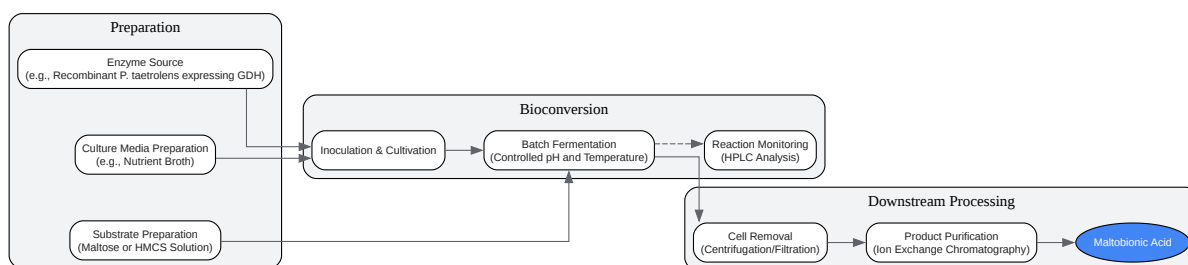 Preparation
Enzyme Source
(e.g., Recombinant P. taetrolens expressing GDH)
Culture Media Preparation
(e.g., Nutrient Broth)
Substrate Preparation
(Maltose or HMCS Solution)
Bioconversion
Inoculation & Cultivation
Batch Fermentation
(Controlled pH and Temperature)
Reaction Monitoring
(HPLC Analysis)
Downstream Processing
Cell Removal
(Centrifugation/Filtration)
Product Purification
(Ion Exchange Chromatography)
Maltobionic Acid